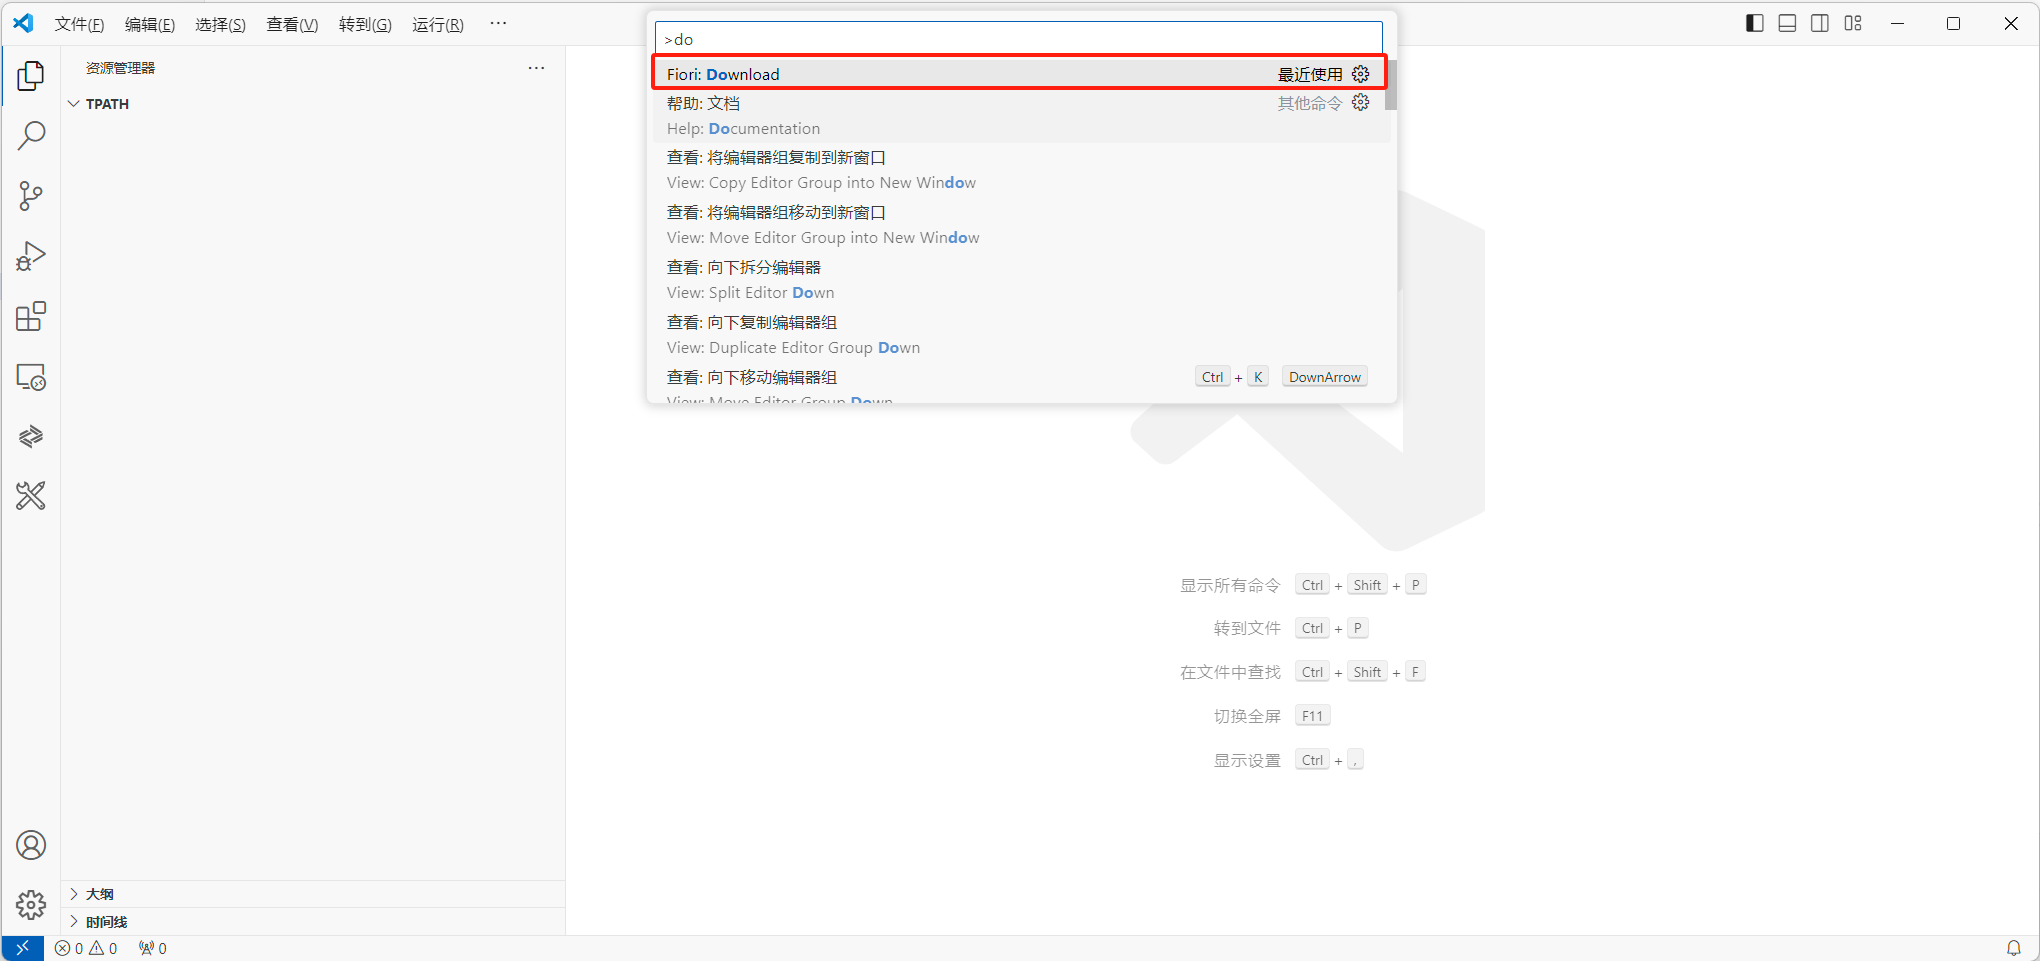 文件(F) 编辑(E) 选择(S) 查看(V) 转到(G) 运行(R) ···
>do
Fiori: Download 最近使用
帮助: 文档 其他命令
Help: Documentation
查看: 将编辑器组复制到新窗口
View: Copy Editor Group into New Window
查看: 将编辑器组移动到新窗口
View: Move Editor Group into New Window
查看: 向下拆分编辑器
View: Split Editor Down
查看: 向下复制编辑器组
View: Duplicate Editor Group Down
查看: 向下移动编辑器组 Ctrl + K DownArrow
View: Move Editor Group Down
资源管理器 ···
TPATH
显示所有命令 Ctrl + Shift + P
转到文件 Ctrl + P
在文件中查找 Ctrl + Shift + F
切换全屏 F11
显示设置 Ctrl + ,
大纲
时间线
0 0 0